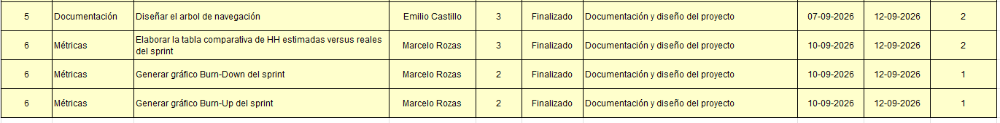 5 Documentación Diseñar el arbol de navegación Emilio Castillo 3 Finalizado Documentación y diseño del proyecto 07-09-2026 12-09-2026 2
6 Métricas Elaborar la tabla comparativa de HH estimadas versus reales
del sprint Marcelo Rozas 3 Finalizado Documentación y diseño del proyecto 10-09-2026 12-09-2026 2
6 Métricas Generar gráfico Burn-Down del sprint Marcelo Rozas 2 Finalizado Documentación y diseño del proyecto 10-09-2026 12-09-2026 1
6 Métricas Generar gráfico Burn-Up del sprint Marcelo Rozas 2 Finalizado Documentación y diseño del proyecto 10-09-2026 12-09-2026 1